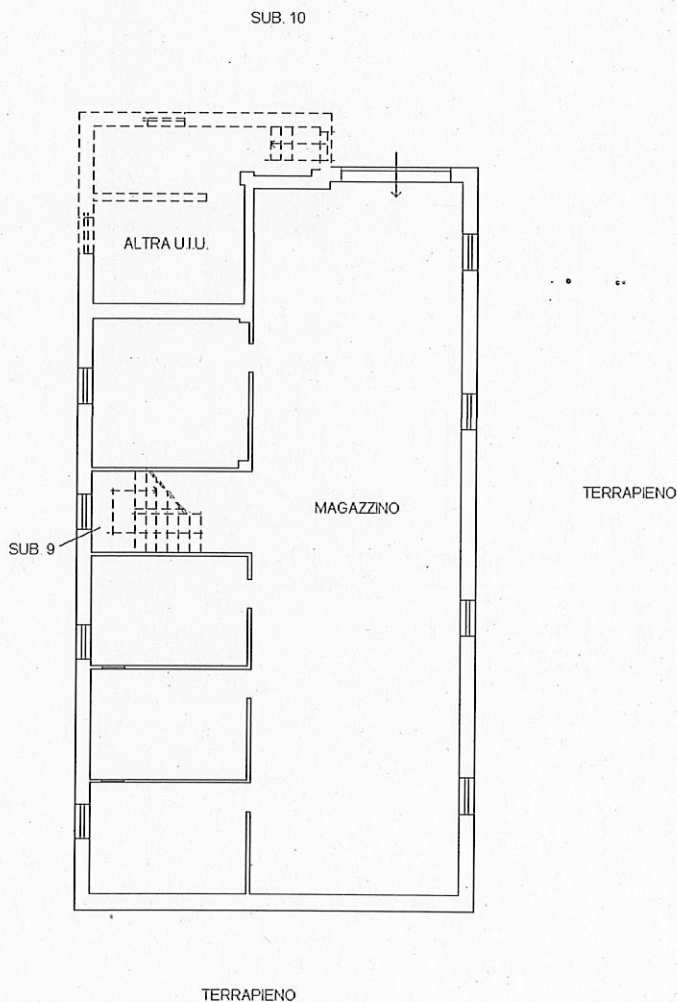 SUB. 10
ALTRA U.I.U.
MAGAZZINO
TERRAPIENO
SUB. 9
TERRAPIENO